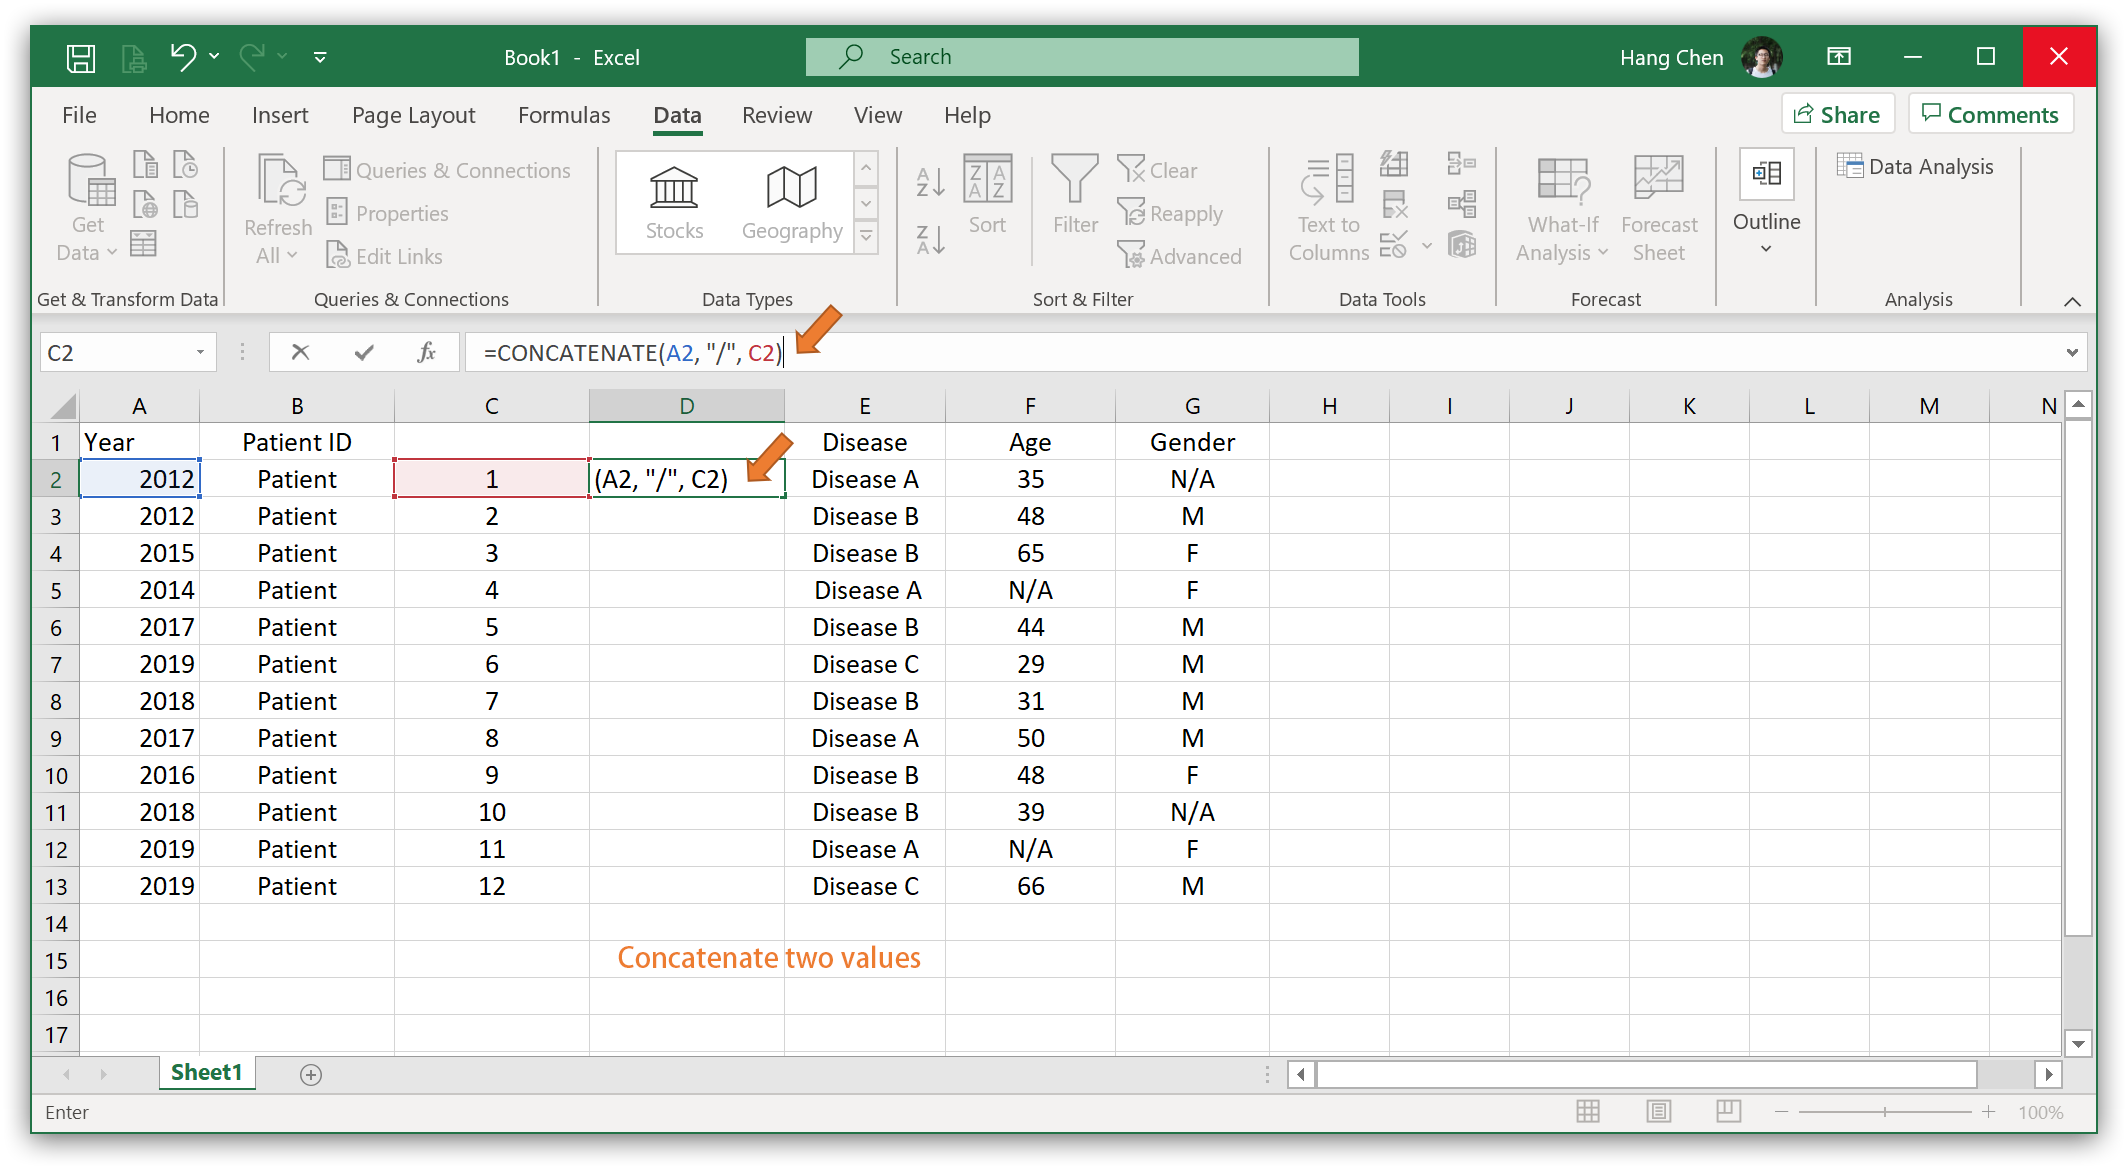 Book1 - Excel
Search
Hang Chen
File Home Insert Page Layout Formulas Data Review View Help
Share Comments
Get Data
Refresh All
Queries & Connections
Properties
Edit Links
Stocks Geography
A Z
Z A
Z A A Z
Sort
Filter
Clear
Reapply
Advanced
Text to Columns
What-If Analysis
Forecast Sheet
Outline
Data Analysis
Get & Transform Data Queries & Connections Data Types Sort & Filter Data Tools Forecast Analysis
C2 fx =CONCATENATE(A2, "/", C2)
A B C D E F G H I J K L M N
1 Year Patient ID Disease Age Gender
2 2012 Patient 1 (A2, "/", C2) Disease A 35 N/A
3 2012 Patient 2 Disease B 48 M
4 2015 Patient 3 Disease B 65 F
5 2014 Patient 4 Disease A N/A F
6 2017 Patient 5 Disease B 44 M
7 2019 Patient 6 Disease C 29 M
8 2018 Patient 7 Disease B 31 M
9 2017 Patient 8 Disease A 50 M
10 2016 Patient 9 Disease B 48 F
11 2018 Patient 10 Disease B 39 N/A
12 2019 Patient 11 Disease A N/A F
13 2019 Patient 12 Disease C 66 M
14
15 Concatenate two values
16
17
Sheet1
Enter 100%